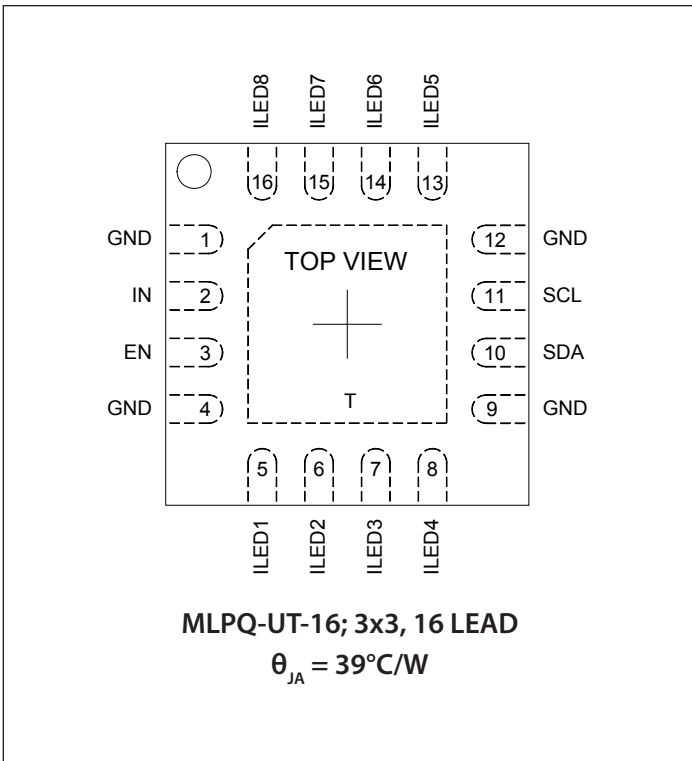 ILED8 ILED7 ILED6 ILED5
16 15 14 13
GND 1 12 GND
TOP VIEW
IN 2 11 SCL
EN 3 10 SDA
GND 4 T 9 GND
5 6 7 8
ILED1 ILED2 ILED3 ILED4
MLPQ-UT-16; 3x3, 16 LEAD
θJA = 39°C/W